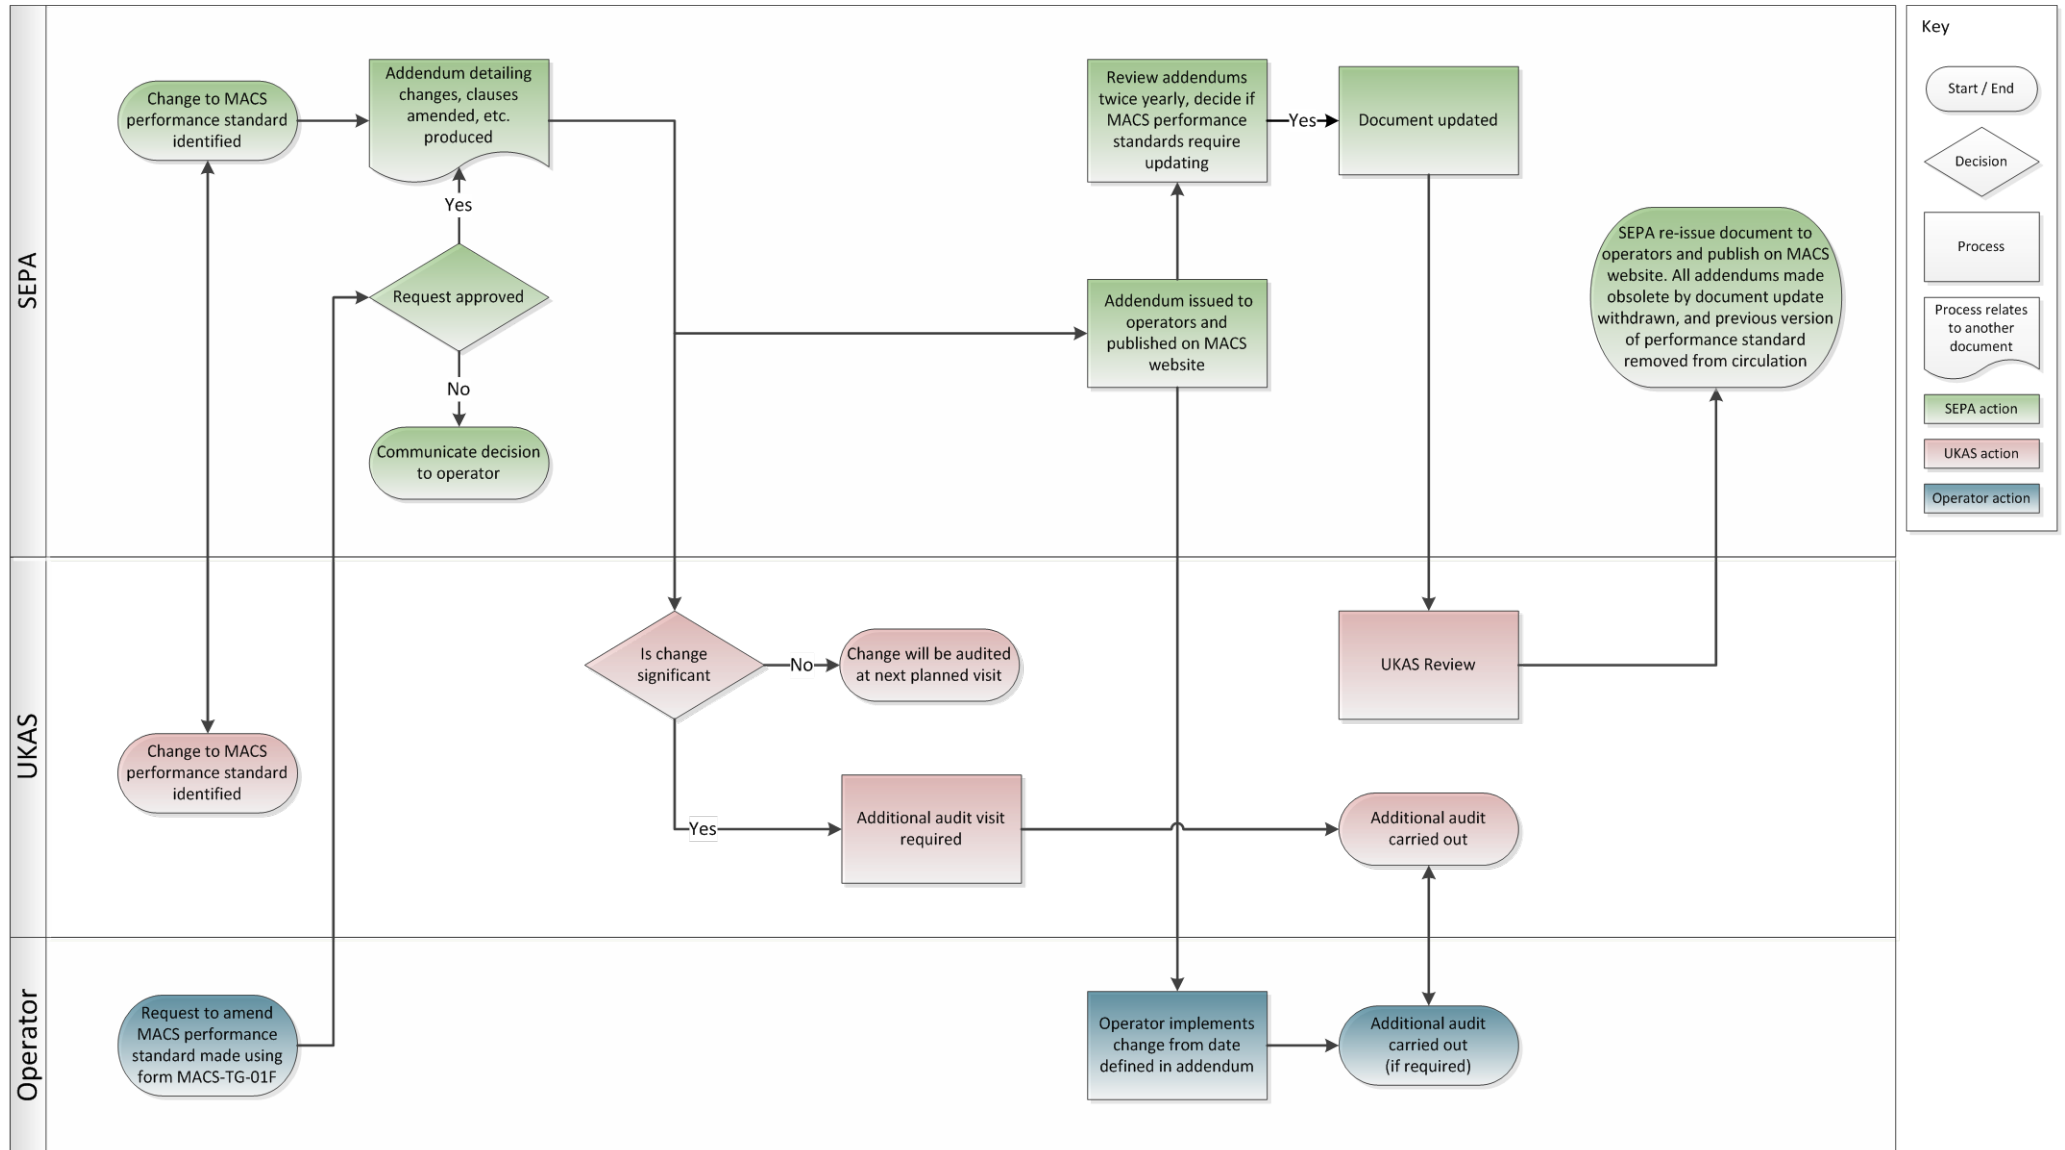 SEPA
Change to MACS
performance standard
identified
Addendum detailing
changes, clauses
amended, etc.
produced
Yes
Request approved
No
Communicate decision
to operator
Review addendums
twice yearly, decide if
MACS performance
standards require
updating
Yes
Document updated
Addendum issued to
operators and
published on MACS
website
SEPA re-issue document to
operators and publish on MACS
website. All addendums made
obsolete by document update
withdrawn, and previous version
of performance standard
removed from circulation
UKAS
Change to MACS
performance standard
identified
Is change
significant
No
Change will be audited
at next planned visit
Yes
Additional audit visit
required
UKAS Review
Additional audit
carried out
Operator
Request to amend
MACS performance
standard made using
form MACS-TG-01F
Operator implements
change from date
defined in addendum
Additional audit
carried out
(if required)
Key
Start / End
Decision
Process
Process relates
to another
document
SEPA action
UKAS action
Operator action